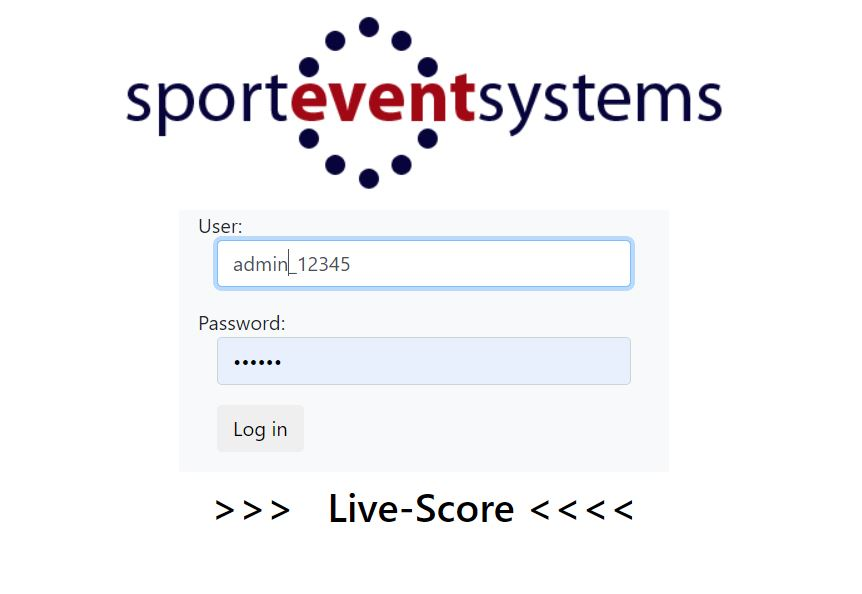 sporteventsystems
User:
admin_12345
Password:
••••••
Log in
>>> Live-Score <<<<